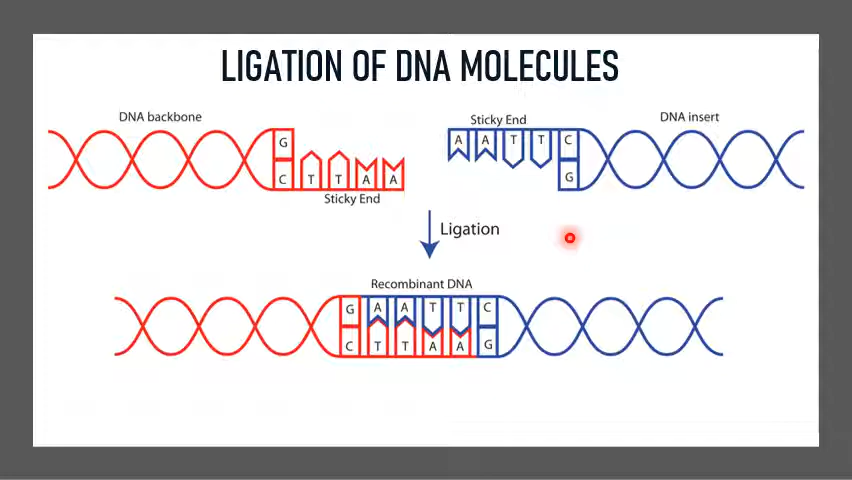 LIGATION OF DNA MOLECULES
DNA backbone
Sticky End
DNA insert
G
A A T T C
C T T A A
G
Sticky End
Ligation
Recombinant DNA
G A A T T C
C T T A A G